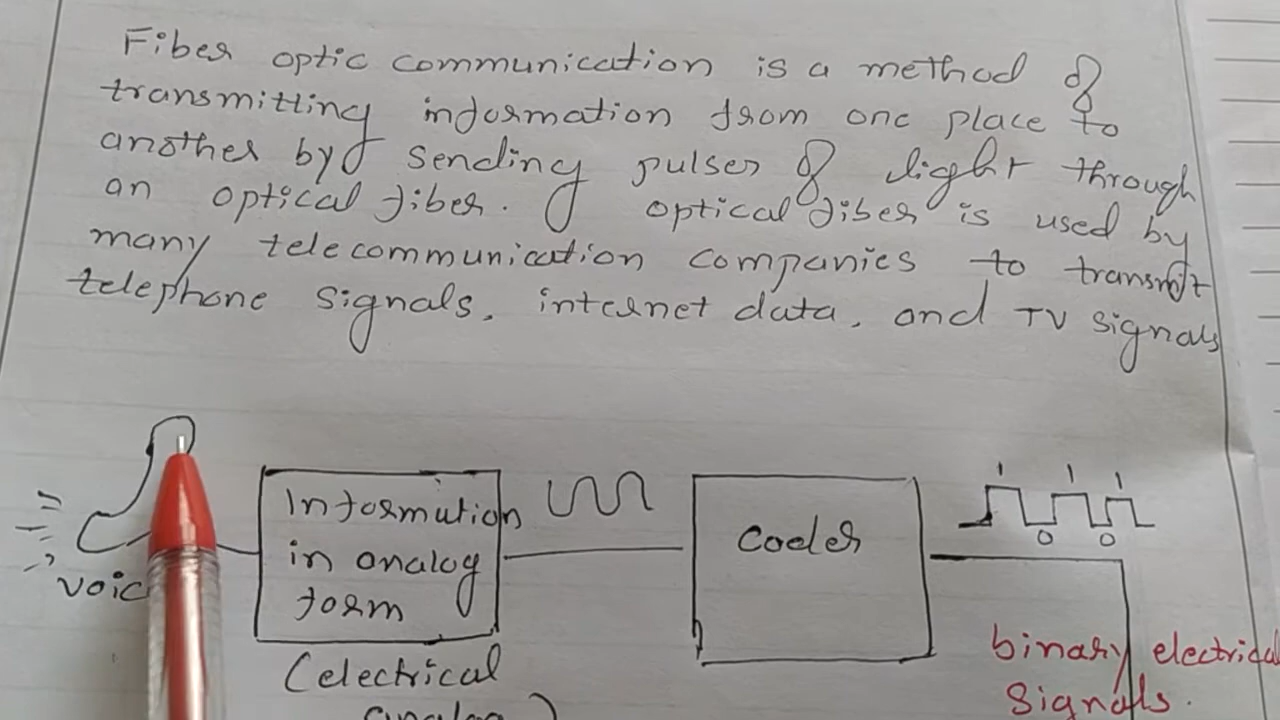 Fiber optic communication is a method of
transmitting information from one place to
another by sending pulses of light through
an optical fiber. optical fiber is used by
many telecommunication companies to transmit
telephone signals, internet data, and TV signals
Information
in analog
form
(electrical
analog)
voic
Coder
1 1 1
0 0
binary electrical
signals.